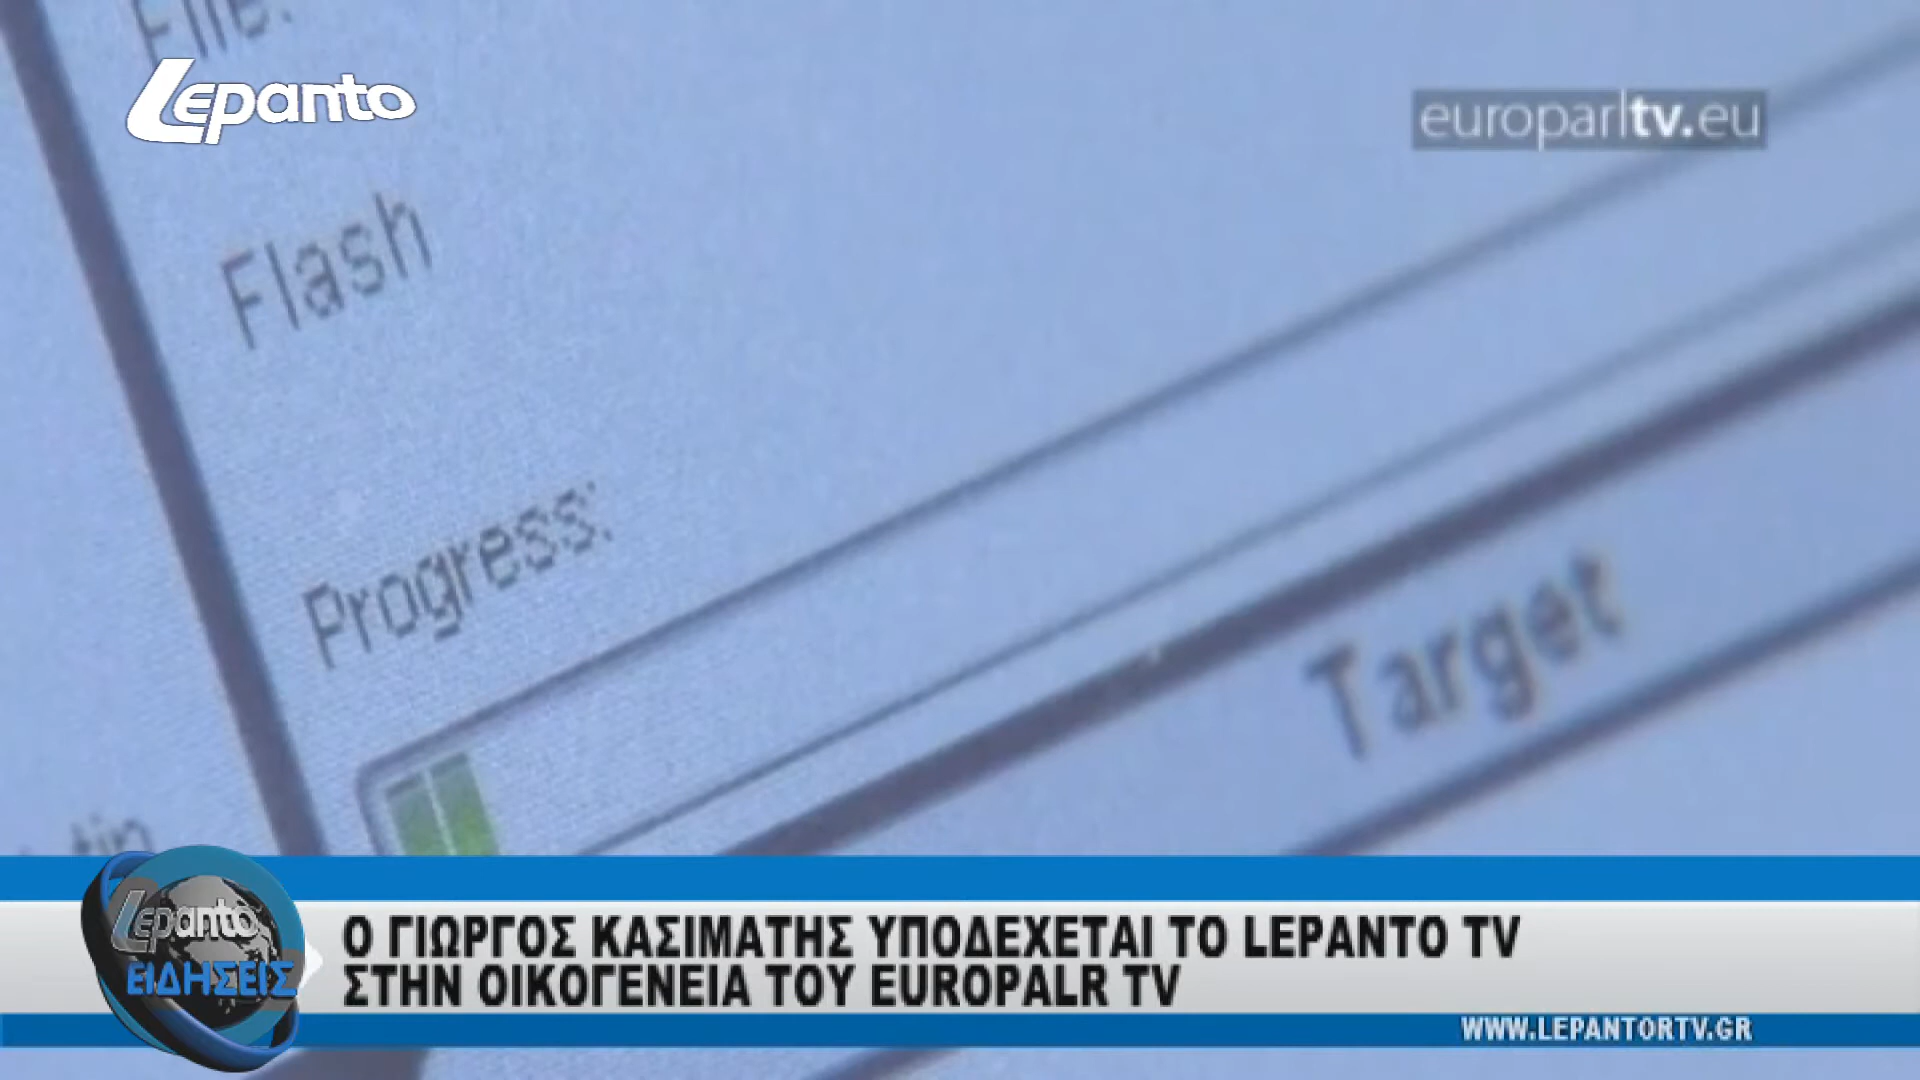 File:
Lepanto
europarltv.eu
Flash
Progress:
Target
Lepanto
ΕΙΔΗΣΕΙΣ
Ο ΓΙΩΡΓΟΣ ΚΑΣΙΜΑΤΗΣ ΥΠΟΔΕΧΕΤΑΙ ΤΟ LEPANTO TV
ΣΤΗΝ ΟΙΚΟΓΕΝΕΙΑ ΤΟΥ EUROPALR TV
WWW.LEPANTORTV.GR